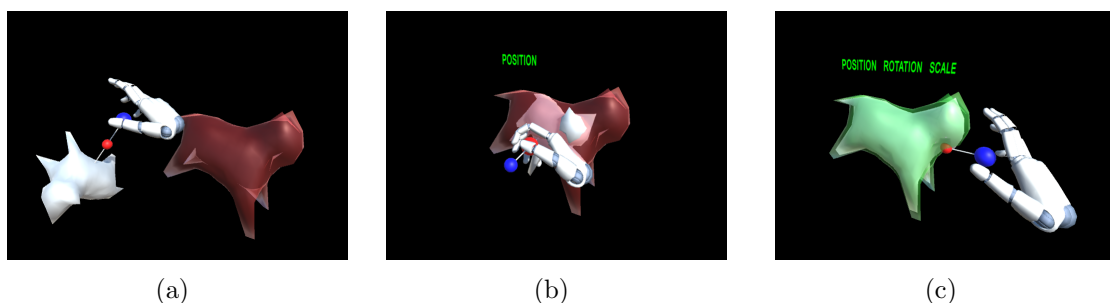 POSITION
POSITION ROTATION SCALE
(a)
(b)
(c)